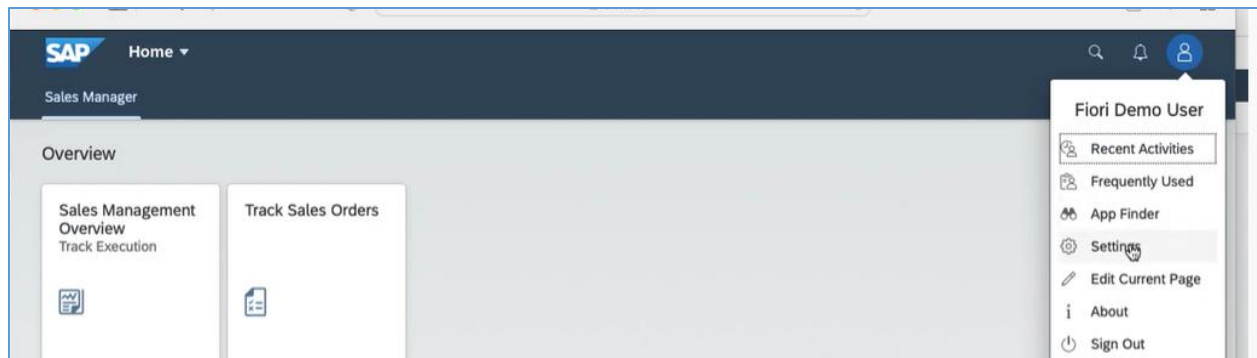 SAP Home
Sales Manager
Overview
Sales Management
Overview
Track Execution
Track Sales Orders
Fiori Demo User
Recent Activities
Frequently Used
App Finder
Settings
Edit Current Page
About
Sign Out